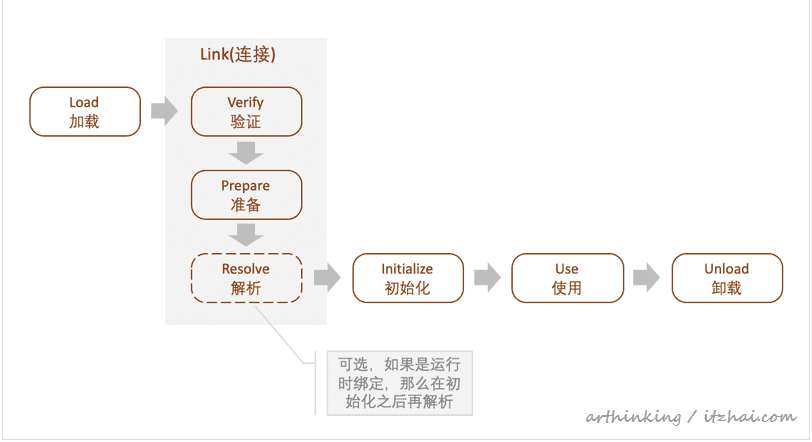 Link(连接)
Load
加载
Verify
验证
Prepare
准备
Resolve
解析
Initialize
初始化
Use
使用
Unload
卸载
可选，如果是运行
时绑定，那么在初
始化之后再解析
arthinking / itzhai.com